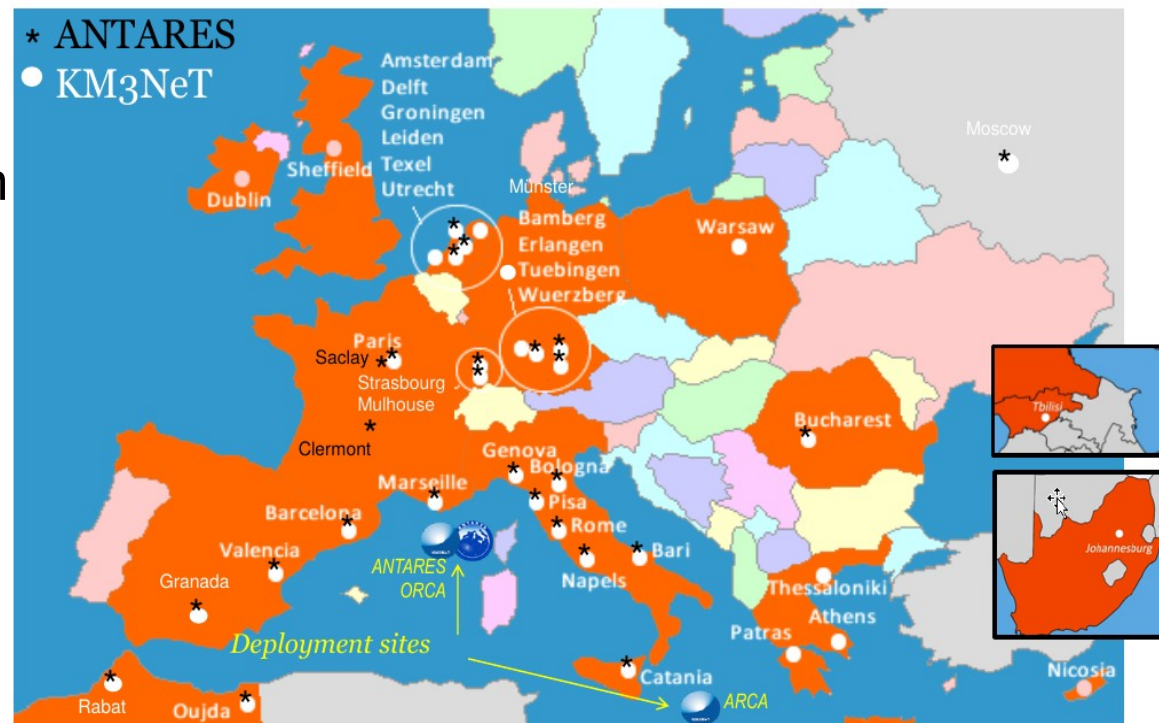 * ANTARES
KM3NeT
n
Amsterdam
Delft
Groningen
Leiden
Texel
Utrecht
Sheffield
Dublin
Münster
Bamberg
Erlangen
Tuebingen
Wuerzberg
Warsaw
Moscow
Paris
Saclay
Strasbourg
Mulhouse
Clermont
Genova
Bologna
Marseille
Pisa
Barcelona
Rome
Valencia
Bari
Napels
Granada
ANTARES
ORCA
Deployment sites
Bucharest
Tbilisi
Johannesburg
Thessaloniki
Athens
Patras
Catania
Nicosia
ARCA
Rabat
Oujda